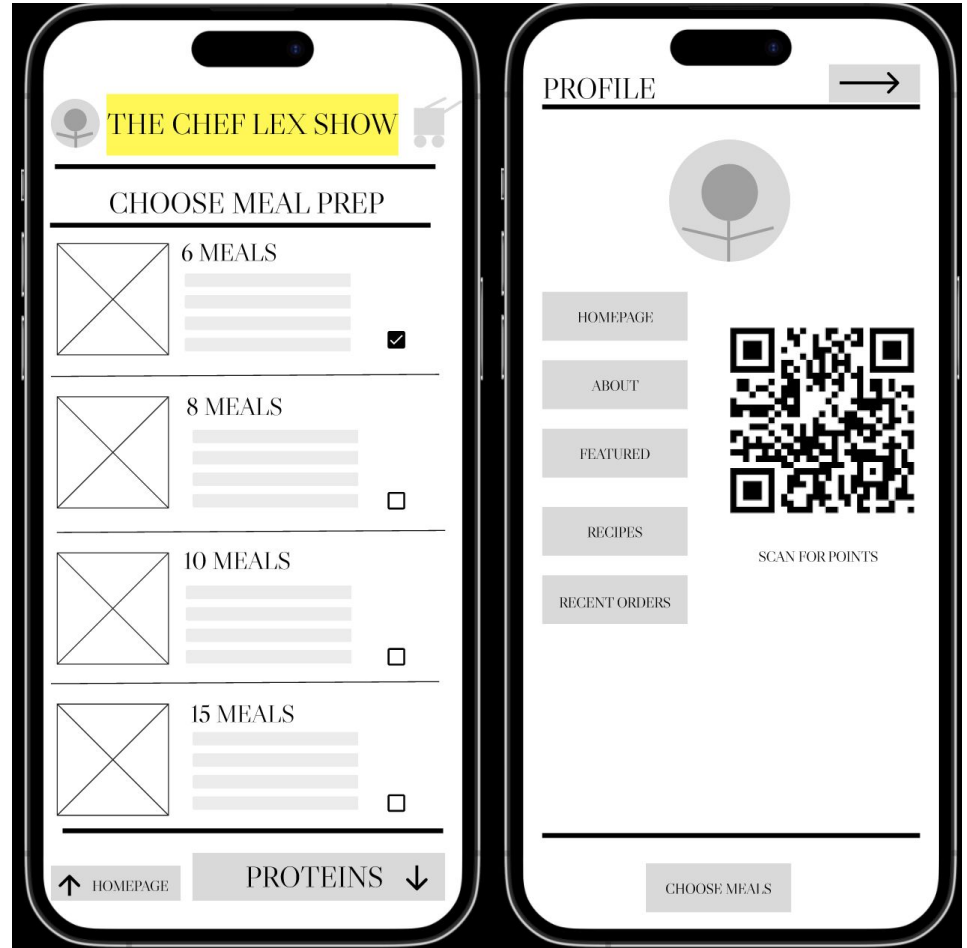 THE CHEF LEX SHOW
CHOOSE MEAL PREP
6 MEALS
8 MEALS
10 MEALS
15 MEALS
HOMEPAGE
PROTEINS
PROFILE
HOMEPAGE
ABOUT
FEATURED
RECIPES
RECENT ORDERS
SCAN FOR POINTS
CHOOSE MEALS